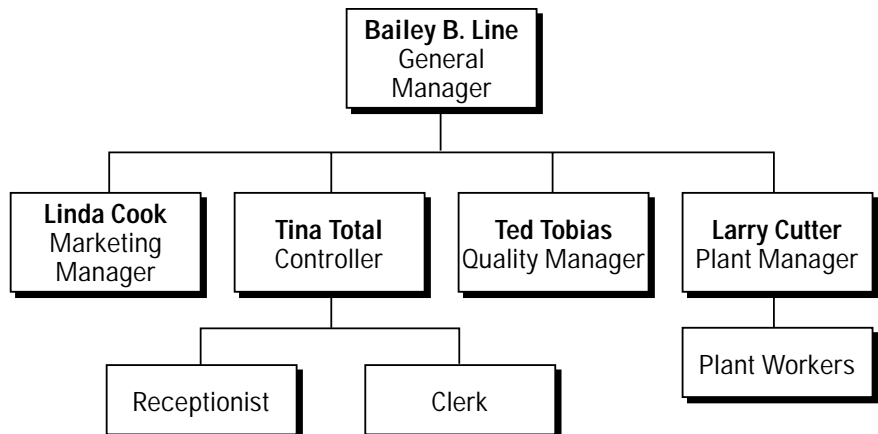 Bailey B. Line
General
Manager
Linda Cook
Marketing
Manager
Tina Total
Controller
Ted Tobias
Quality Manager
Larry Cutter
Plant Manager
Receptionist
Clerk
Plant Workers